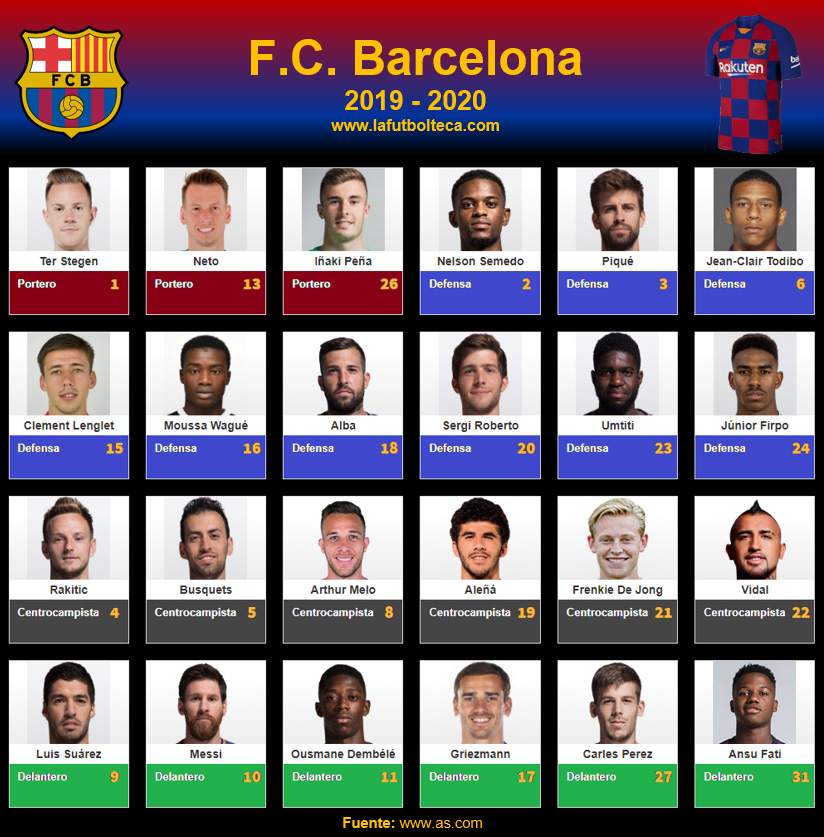 F.C. Barcelona
2019 - 2020
www.lafutbolteca.com
F C B
Rakuten
Ter Stegen
Portero 1
Neto
Portero 13
Iñaki Peña
Portero 26
Nelson Semedo
Defensa 2
Piqué
Defensa 3
Jean-Clair Todibo
Defensa 6
Clement Lenglet
Defensa 15
Moussa Wagué
Defensa 16
Alba
Defensa 18
Sergi Roberto
Defensa 20
Umtiti
Defensa 23
Júnior Firpo
Defensa 24
Rakitic
Centrocampista 4
Busquets
Centrocampista 5
Arthur Melo
Centrocampista 8
Aleñá
Centrocampista 19
Frenkie De Jong
Centrocampista 21
Vidal
Centrocampista 22
Luis Suárez
Delantero 9
Messi
Delantero 10
Ousmane Dembélé
Delantero 11
Griezmann
Delantero 17
Carles Perez
Delantero 27
Ansu Fati
Delantero 31
Fuente: www.as.com